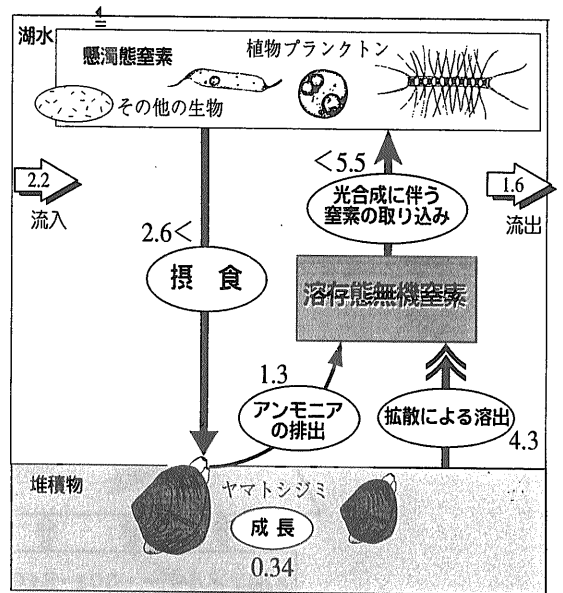 湖水
懸濁態窒素
植物プランクトン
その他の生物
2.2
流入
<5.5
光合成に伴う
窒素の取り込み
1.6
流出
2.6<
摂 食
溶存態無機窒素
1.3
アンモニア
の排出
拡散による溶出
4.3
堆積物
ヤマトシジミ
成 長
0.34